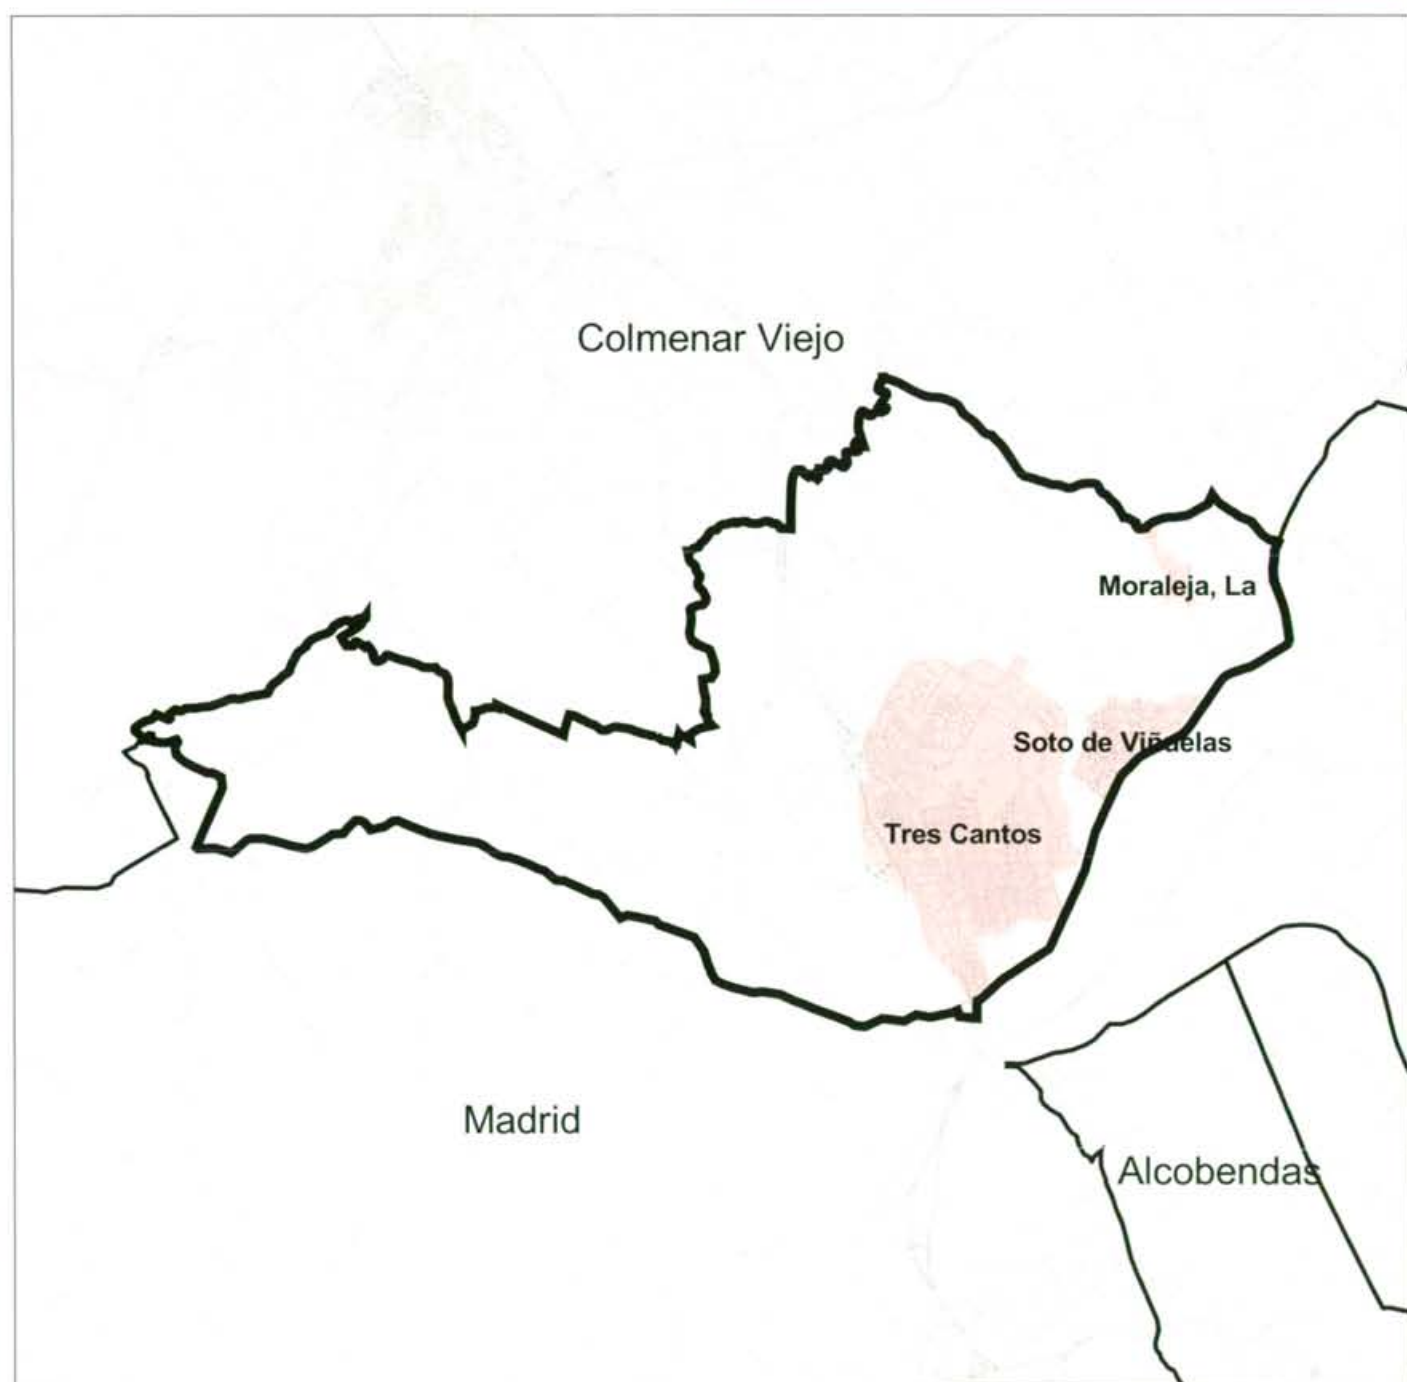 Colmenar Viejo
Moraleja, La
Soto de Viñuelas
Tres Cantos
Madrid
Alcobendas